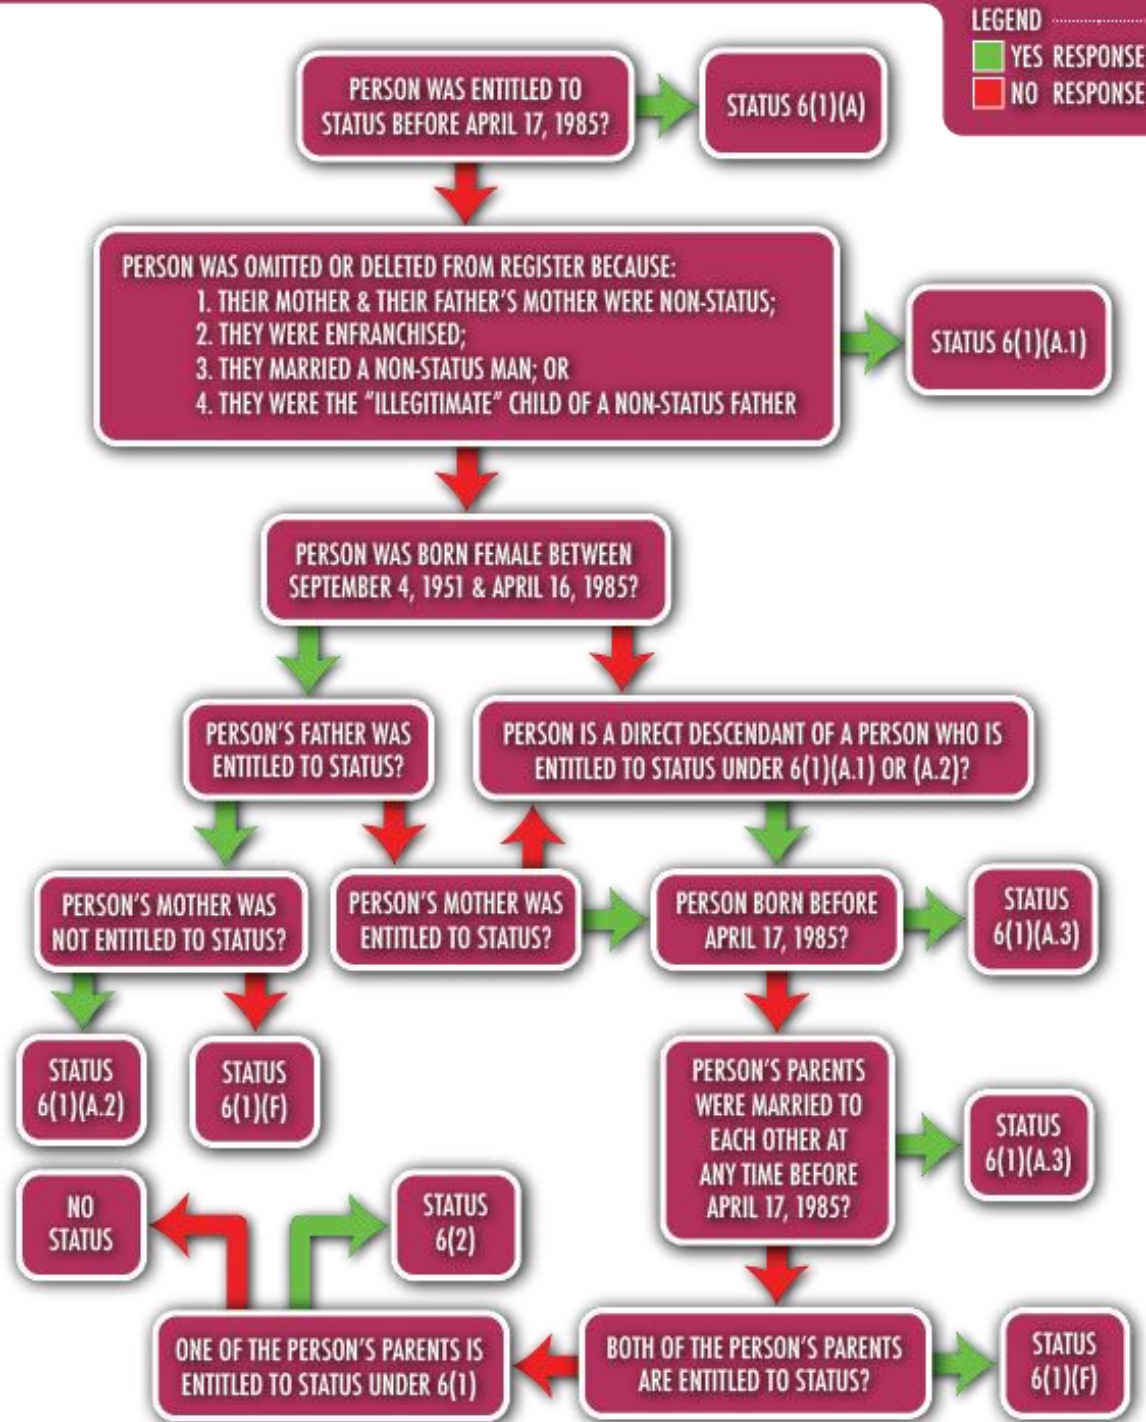 LEGEND
YES RESPONSE
NO RESPONSE
PERSON WAS ENTITLED TO
STATUS BEFORE APRIL 17, 1985?
STATUS 6(1)(A)
PERSON WAS OMITTED OR DELETED FROM REGISTER BECAUSE:
1. THEIR MOTHER & THEIR FATHER'S MOTHER WERE NON-STATUS;
2. THEY WERE ENFRANCHISED;
3. THEY MARRIED A NON-STATUS MAN; OR
4. THEY WERE THE "ILLEGITIMATE" CHILD OF A NON-STATUS FATHER
STATUS 6(1)(A.1)
PERSON WAS BORN FEMALE BETWEEN
SEPTEMBER 4, 1951 & APRIL 16, 1985?
PERSON'S FATHER WAS
ENTITLED TO STATUS?
PERSON IS A DIRECT DESCENDANT OF A PERSON WHO IS
ENTITLED TO STATUS UNDER 6(1)(A.1) OR (A.2)?
PERSON'S MOTHER WAS
NOT ENTITLED TO STATUS?
PERSON'S MOTHER WAS
ENTITLED TO STATUS?
PERSON BORN BEFORE
APRIL 17, 1985?
STATUS
6(1)(A.3)
STATUS
6(1)(A.2)
STATUS
6(1)(F)
PERSON'S PARENTS
WERE MARRIED TO
EACH OTHER AT
ANY TIME BEFORE
APRIL 17, 1985?
STATUS
6(1)(A.3)
NO
STATUS
STATUS
6(2)
ONE OF THE PERSON'S PARENTS IS
ENTITLED TO STATUS UNDER 6(1)
BOTH OF THE PERSON'S PARENTS
ARE ENTITLED TO STATUS?
STATUS
6(1)(F)